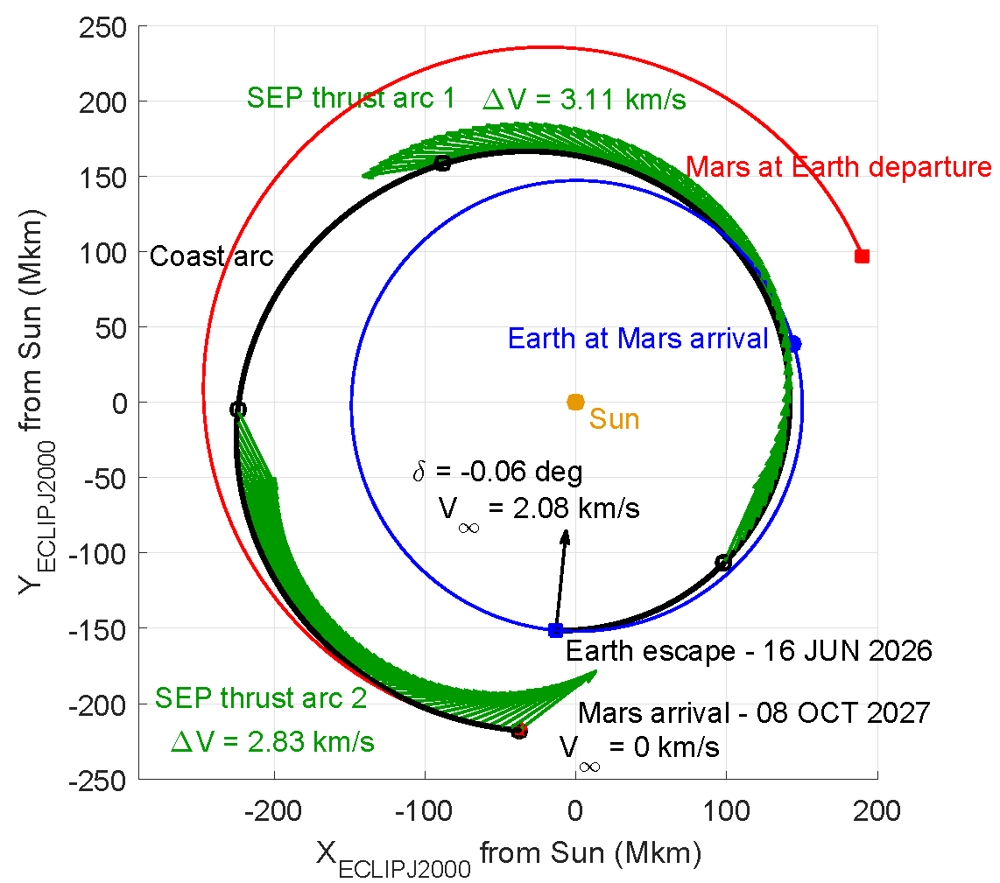 250
200
150
100
50
0
-50
-100
-150
-200
-250
-200
-100
0
100
200
Y_ECLIPJ2000 from Sun (Mkm)
X_ECLIPJ2000 from Sun (Mkm)
SEP thrust arc 1 ΔV = 3.11 km/s
Mars at Earth departure
Coast arc
Earth at Mars arrival
Sun
δ = -0.06 deg
V∞ = 2.08 km/s
Earth escape - 16 JUN 2026
SEP thrust arc 2
ΔV = 2.83 km/s
Mars arrival - 08 OCT 2027
V∞ = 0 km/s